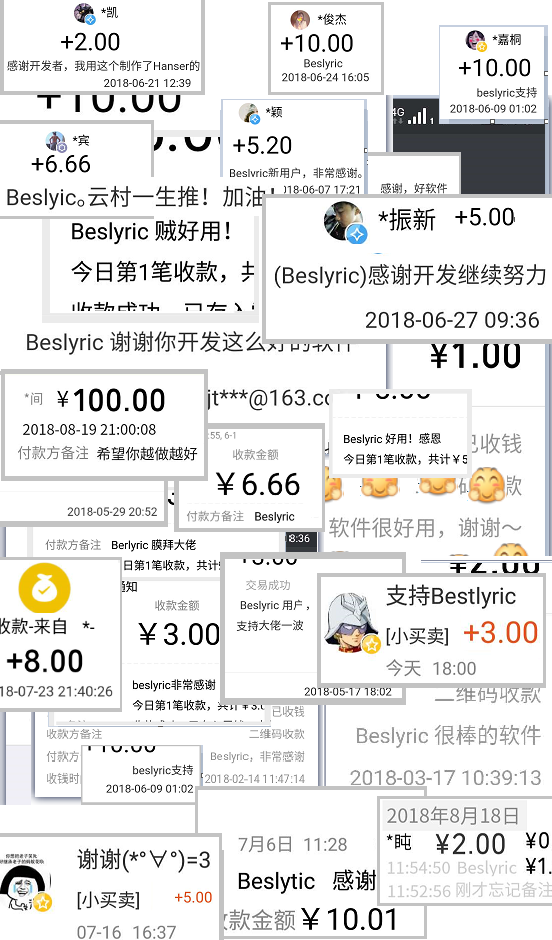 *凯
+2.00
感谢开发者，我用这个制作了Hanser的
2018-06-21 12:39
*俊杰
+10.00
Beslyric
2018-06-24 16:05
*嘉桐
+10.00
beslyric支持
2018-06-09 01:02
+10.00
*宾
+6.66
Beslyic。云村一生推！加油！
*颖
+5.20
Beslyric新用户，非常感谢。
2018-06-07 17:21
4G
感谢，好软件
*振新 +5.00
(Beslyric)感谢开发继续努力
2018-06-27 09:36
Beslyric 贼好用！
今日第1笔收款，共
Beslyric 谢谢你开发这么好的软件
¥1.00
*间 ￥100.00
2018-08-19 21:00:08
付款方备注 希望你越做越好
jt***@163.co
Beslyric 好用！感恩
今日第1笔收款，共计￥5
已收钱
:55, 6-1
收款金额
￥6.66
付款方备注 Beslyric
2018-05-29 20:52
软件很好用，谢谢～
8:36
付款方备注 Berlyric 膜拜大佬
日第1笔收款，共计
¥2.00
收款-来自 *-
+8.00
18-07-23 21:40:26
通知
收款金额
￥3.00
beslyric非常感谢
今日第1笔收款，共计￥3.0
交易成功
Beslyric 用户，
支持大佬一波
2018-05-17 18:02
支持Bestlyric
[小买卖] +3.00
今天 18:00
已收钱
收款方备注 二维码收款
付款方 Beslyric，非常感谢
收钱时 2018-02-14 11:47:14
二维码收款
Beslyric 很棒的软件
2018-03-17 10:39:13
+10.00
beslyric支持
2018-06-09 01:02
7月6日 11:28
Beslytic 感谢
收款金额￥10.01
2018年8月18日
*盹 ¥2.00 ¥0
11:54:50 Beslyric ¥1.
11:52:56 刚才忘记备注
谢谢(*°∀°)=3
[小买卖] +5.00
07-16 16:37